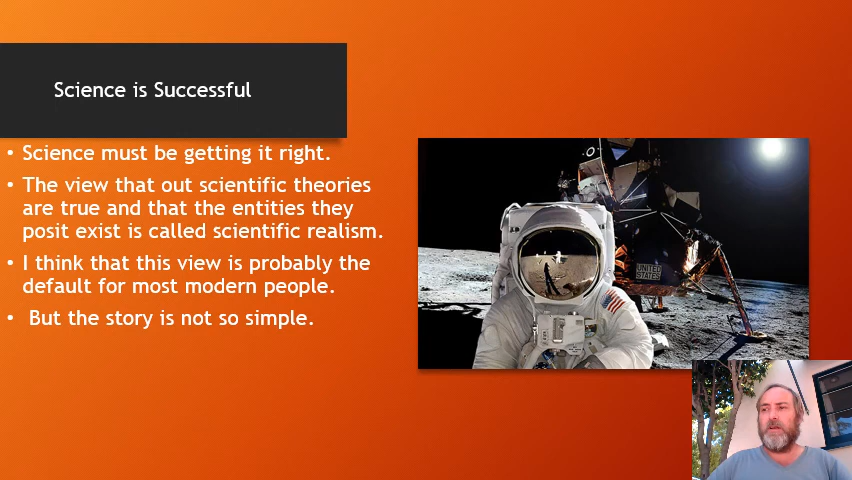 Science is Successful
• Science must be getting it right.
• The view that out scientific theories
are true and that the entities they
posit exist is called scientific realism.
• I think that this view is probably the
default for most modern people.
• But the story is not so simple.
UNITED
STATES